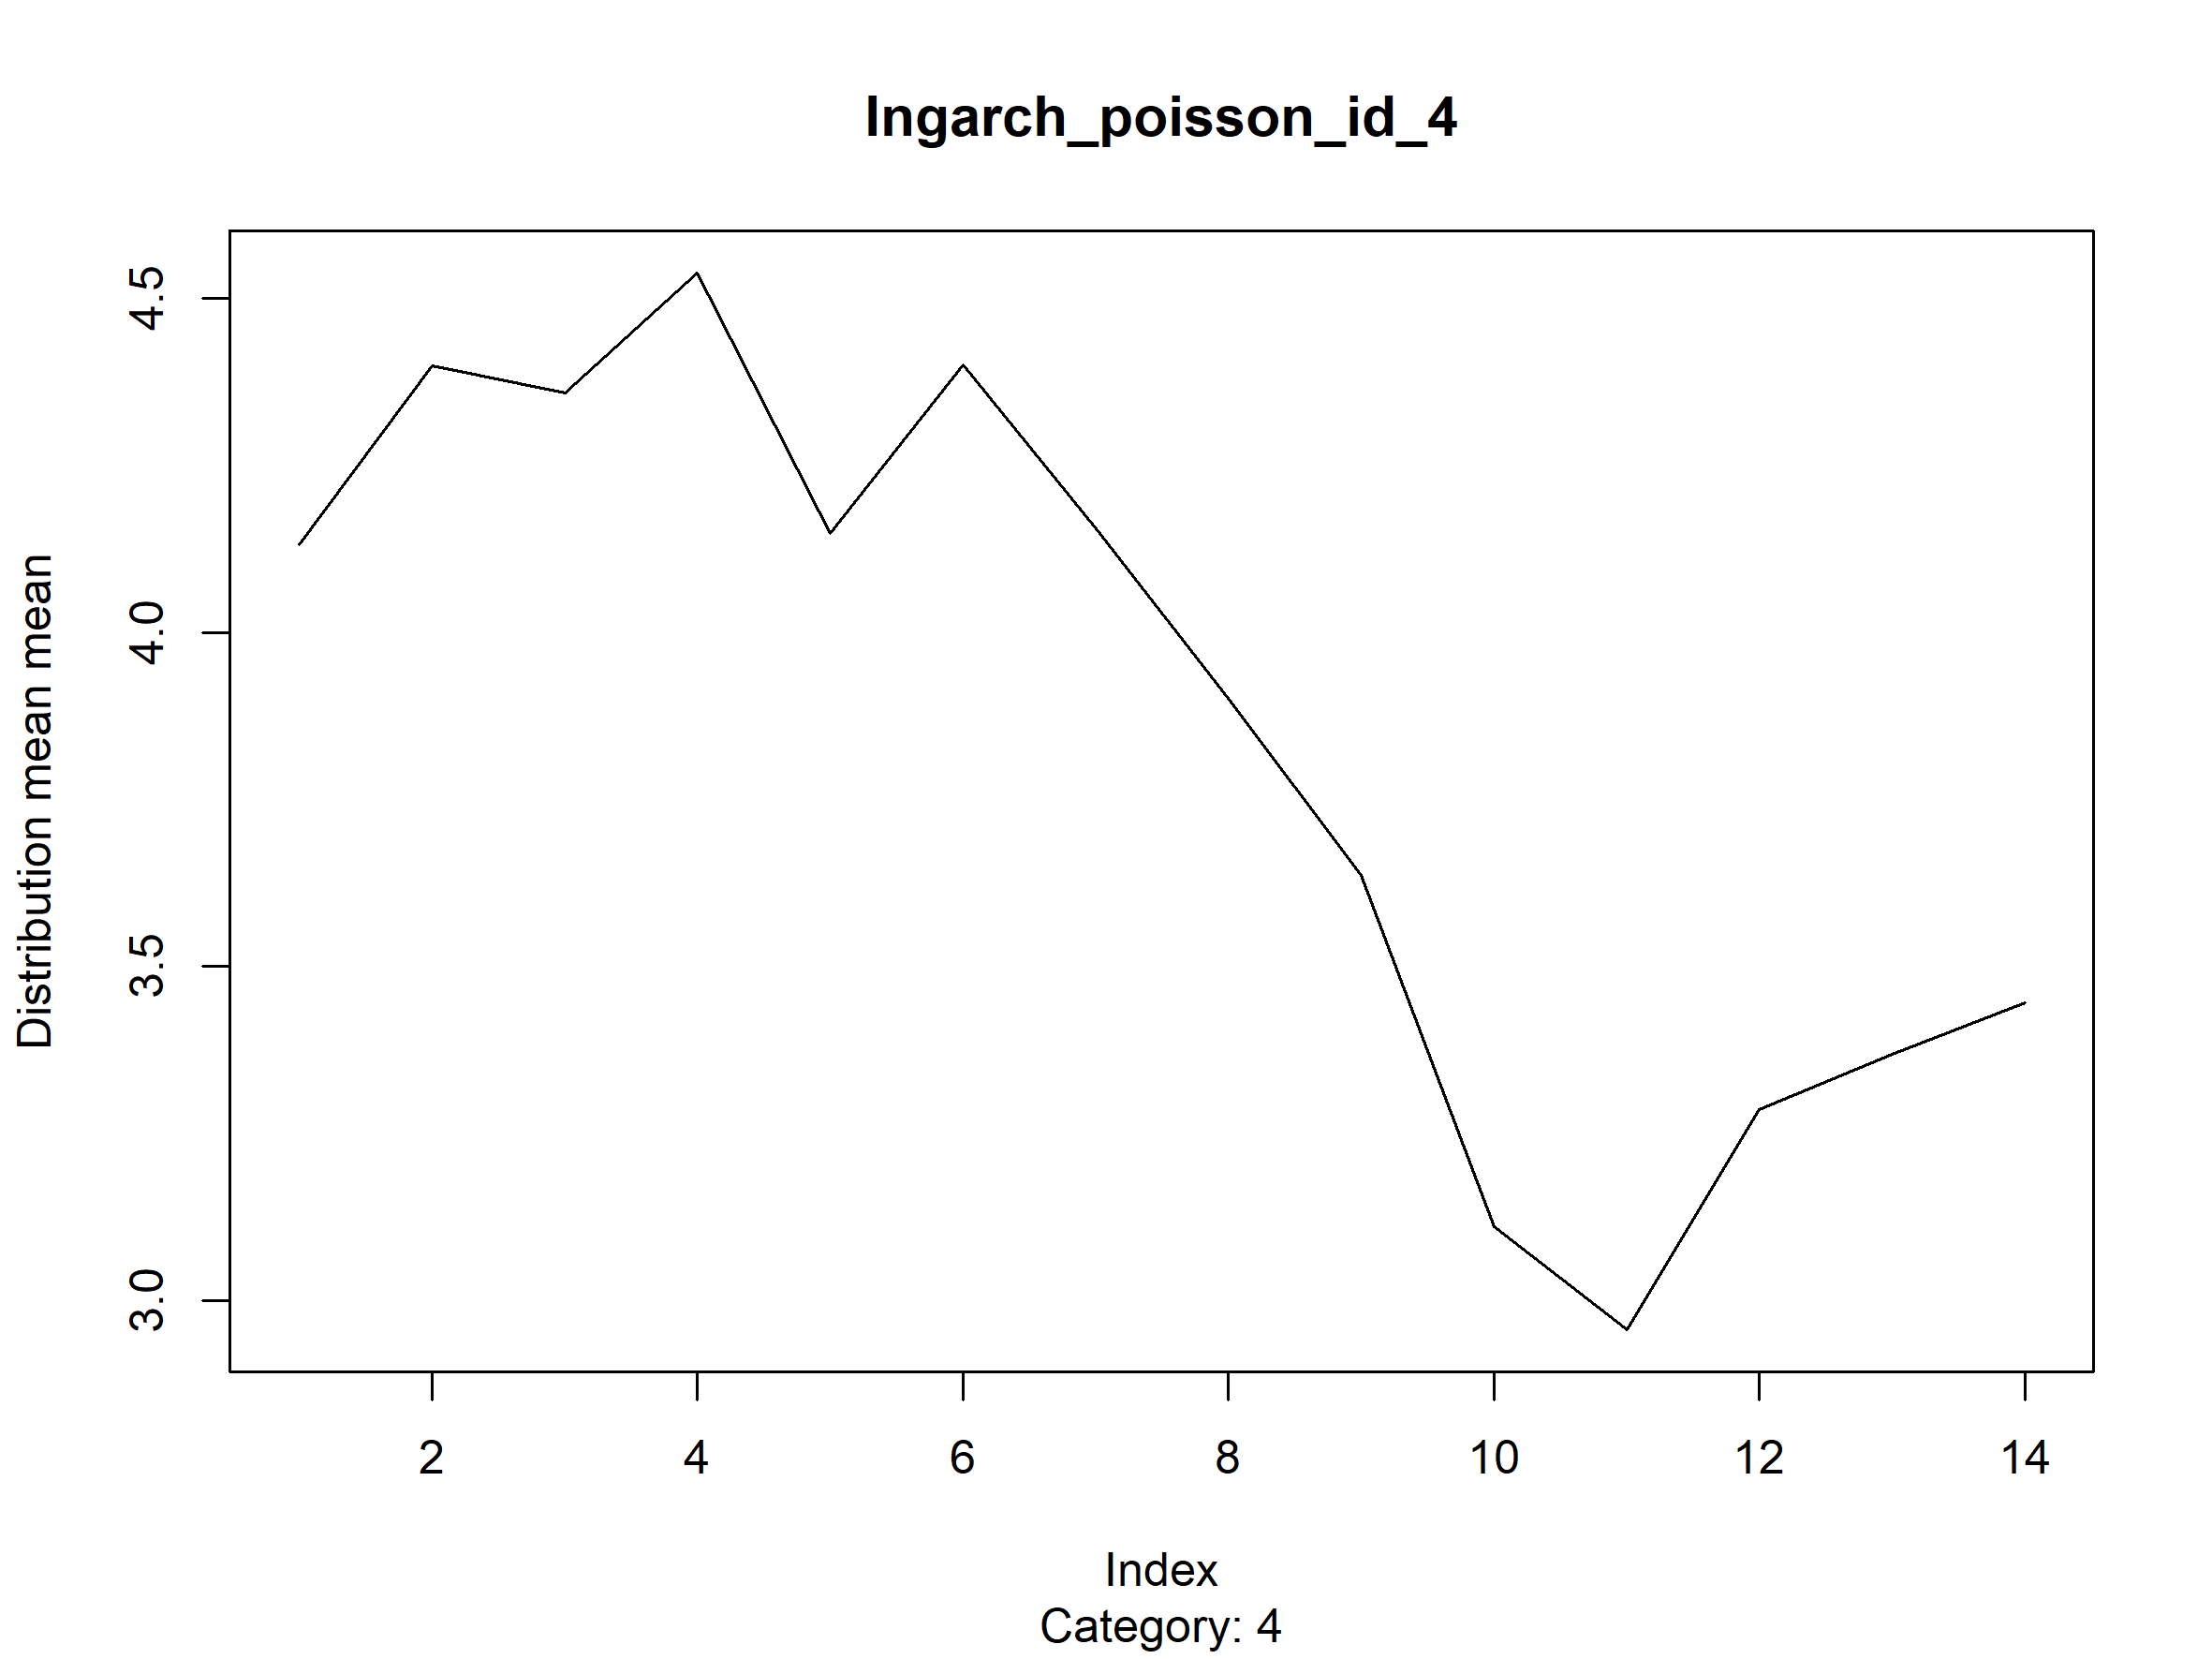 Ingarch_poisson_id_4
Distribution mean mean
4.5
4.0
3.5
3.0
2 4 6 8 10 12 14
Index
Category: 4